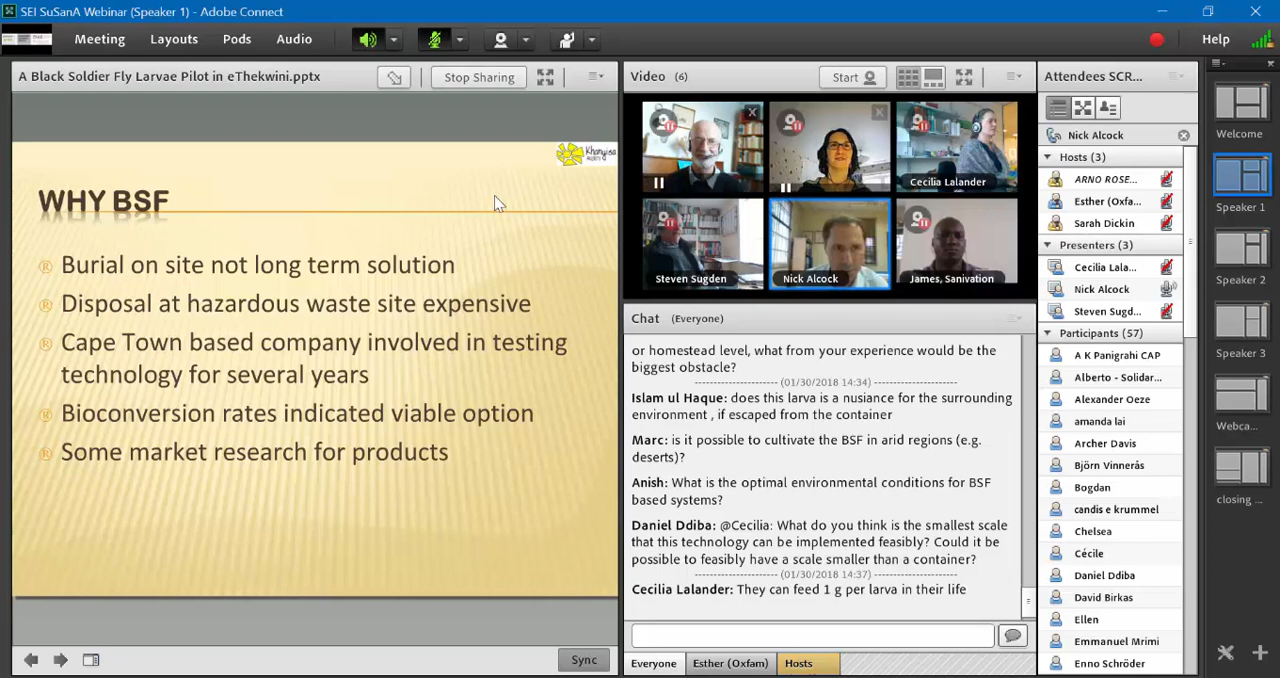 SEI SuSanA Webinar (Speaker 1) - Adobe Connect
Meeting
Layouts
Pods
Audio
Help
A Black Soldier Fly Larvae Pilot in eThekwini.pptx
Stop Sharing
Khanyisa
PROJECTS
WHY BSF
Burial on site not long term solution
Disposal at hazardous waste site expensive
Cape Town based company involved in testing
technology for several years
Bioconversion rates indicated viable option
Some market research for products
Sync
Video (6)
Start
Cecilia Lalander
Steven Sugden
Nick Alcock
James, Sanivation
Chat (Everyone)
or homestead level, what from your experience would be the
biggest obstacle?
------------------(01/30/2018 14:34)------------------
Islam ul Haque: does this larva is a nusiance for the surrounding
environment , if escaped from the container
Marc: is it possible to cultivate the BSF in arid regions (e.g.
deserts)?
Anish: What is the optimal environmental conditions for BSF
based systems?
Daniel Ddiba: @Cecilia: What do you think is the smallest scale
that this technology can be implemented feasibly? Could it be
possible to feasibly have a scale smaller than a container?
------------------(01/30/2018 14:37)------------------
Cecilia Lalander: They can feed 1 g per larva in their life
Everyone
Esther (Oxfam)
Hosts
Attendees SCR...
Nick Alcock
Hosts (3)
ARNO ROSE...
Esther (Oxfa...
Sarah Dickin
Presenters (3)
Cecilia Lala...
Nick Alcock
Steven Sugd...
Participants (57)
A K Panigrahi CAP
Alberto - Solidar...
Alexander Oeze
amanda lai
Archer Davis
Björn Vinnerås
Bogdan
candis e krummel
Chelsea
Cécile
Daniel Ddiba
David Birkas
Ellen
Emmanuel Mrimi
Enno Schröder
Welcome
Speaker 1
Speaker 2
Speaker 3
Webca...
closing ...